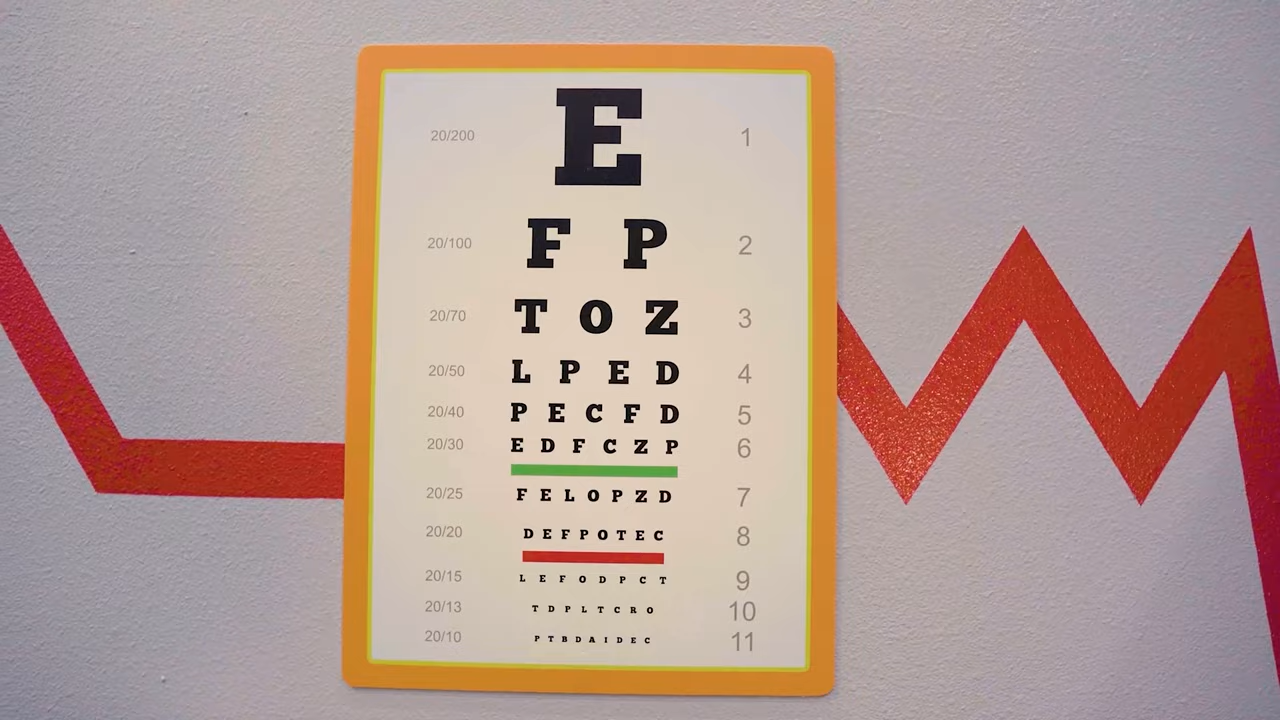 20/200 E 1
20/100 F P 2
20/70 T O Z 3
20/50 L P E D 4
20/40 P E C F D 5
20/30 E D F C Z P 6
20/25 F E L O P Z D 7
20/20 D E F P O T E C 8
20/15 L E F O D P C T 9
20/13 T D P L T C R O 10
20/10 P T B D A I D E C 11